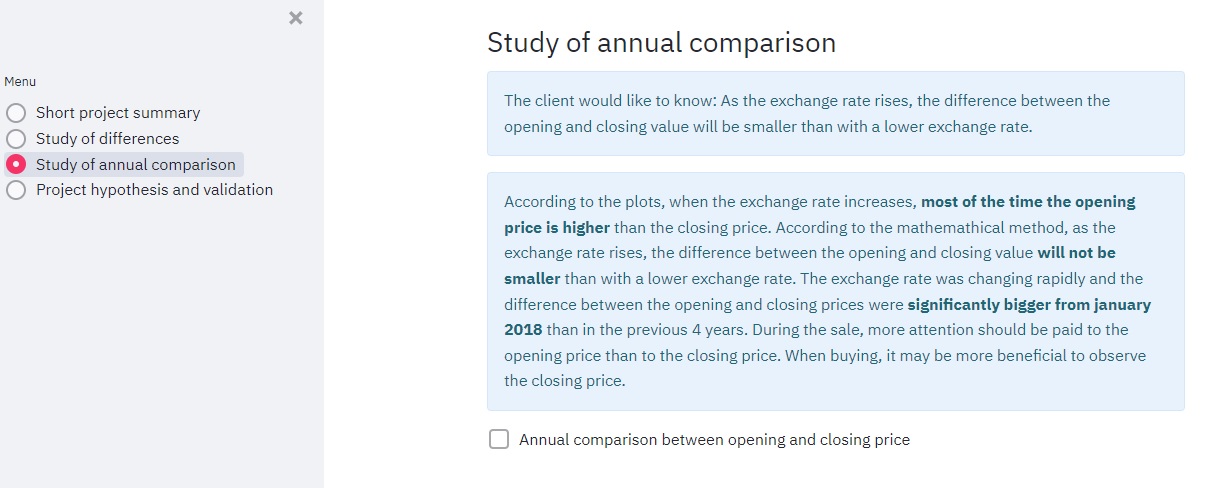 Menu
Short project summary
Study of differences
Study of annual comparison
Project hypothesis and validation
Study of annual comparison
The client would like to know: As the exchange rate rises, the difference between the
opening and closing value will be smaller than with a lower exchange rate.
According to the plots, when the exchange rate increases, most of the time the opening
price is higher than the closing price. According to the mathemathical method, as the
exchange rate rises, the difference between the opening and closing value will not be
smaller than with a lower exchange rate. The exchange rate was changing rapidly and the
difference between the opening and closing prices were significantly bigger from january
2018 than in the previous 4 years. During the sale, more attention should be paid to the
opening price than to the closing price. When buying, it may be more beneficial to observe
the closing price.
Annual comparison between opening and closing price